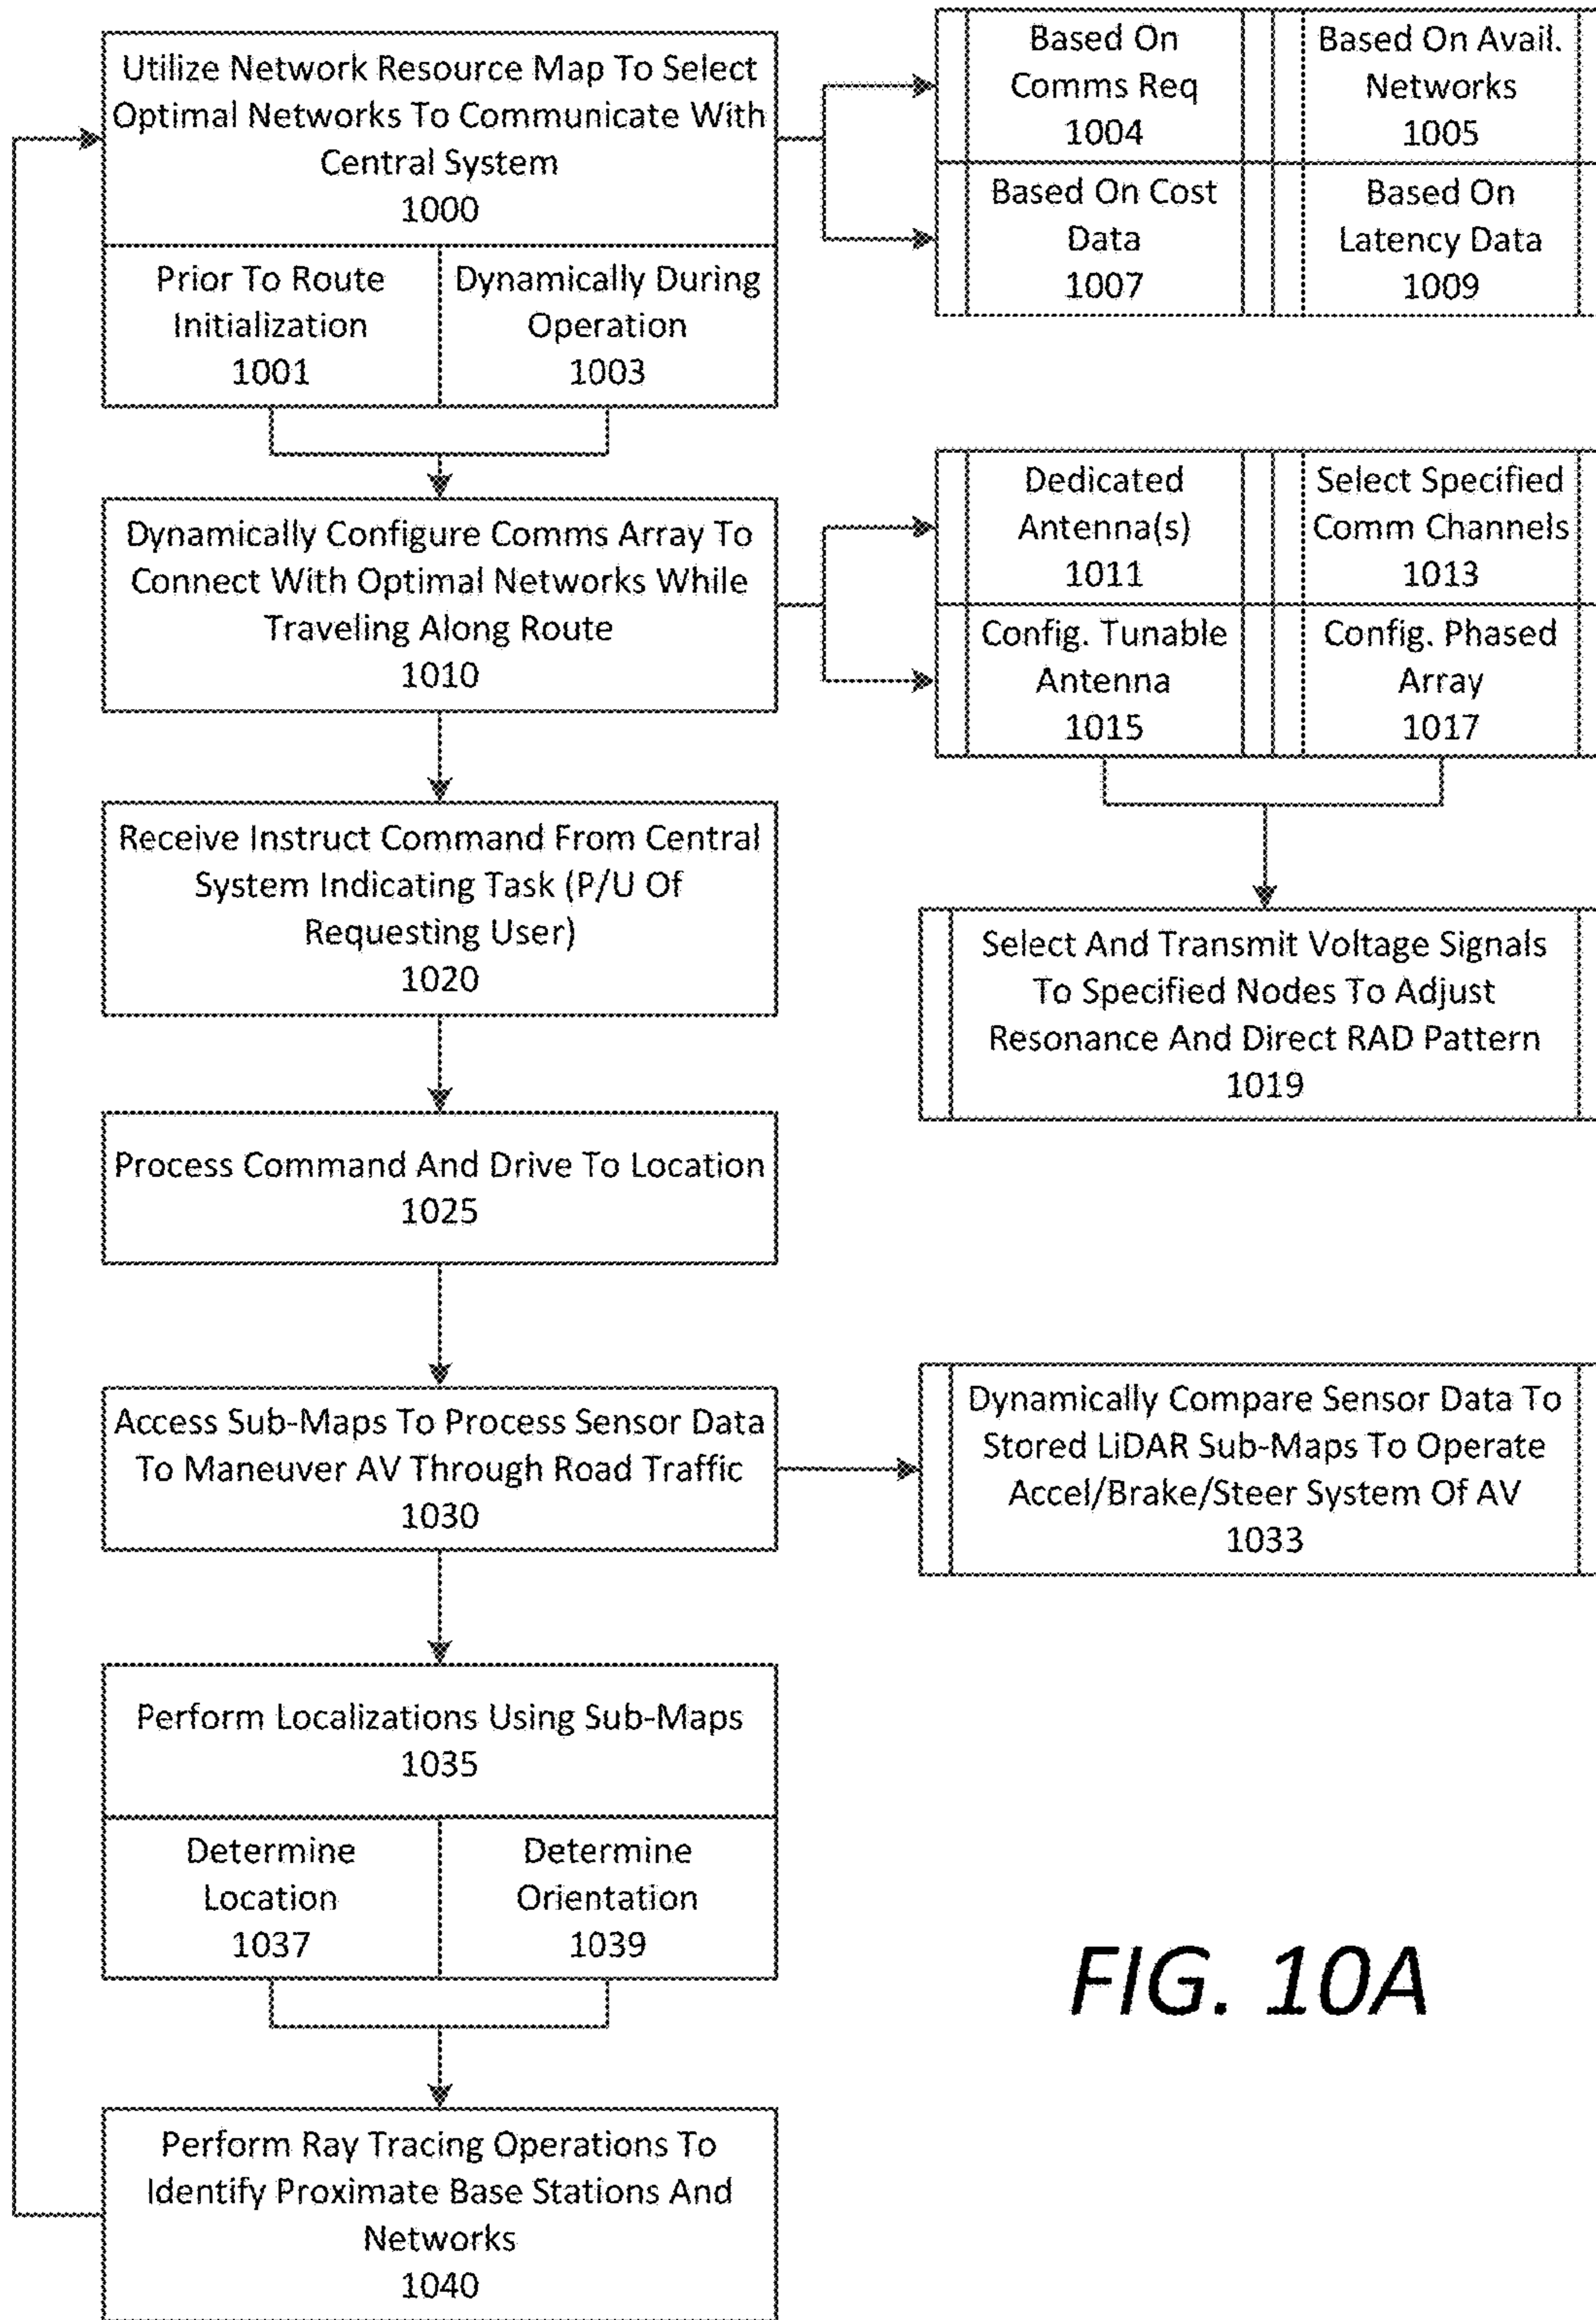 Utilize Network Resource Map To Select
Optimal Networks To Communicate With
Central System
1000
Prior To Route
Initialization
1001
Dynamically During
Operation
1003
Based On
Comms Req
1004
Based On Avail.
Networks
1005
Based On Cost
Data
1007
Based On
Latency Data
1009
Dynamically Configure Comms Array To
Connect With Optimal Networks While
Traveling Along Route
1010
Dedicated
Antenna(s)
1011
Select Specified
Comm Channels
1013
Config. Tunable
Antenna
1015
Config. Phased
Array
1017
Select And Transmit Voltage Signals
To Specified Nodes To Adjust
Resonance And Direct RAD Pattern
1019
Receive Instruct Command From Central
System Indicating Task (P/U Of
Requesting User)
1020
Process Command And Drive To Location
1025
Access Sub-Maps To Process Sensor Data
To Maneuver AV Through Road Traffic
1030
Dynamically Compare Sensor Data To
Stored LiDAR Sub-Maps To Operate
Accel/Brake/Steer System Of AV
1033
Perform Localizations Using Sub-Maps
1035
Determine
Location
1037
Determine
Orientation
1039
Perform Ray Tracing Operations To
Identify Proximate Base Stations And
Networks
1040
FIG. 10A